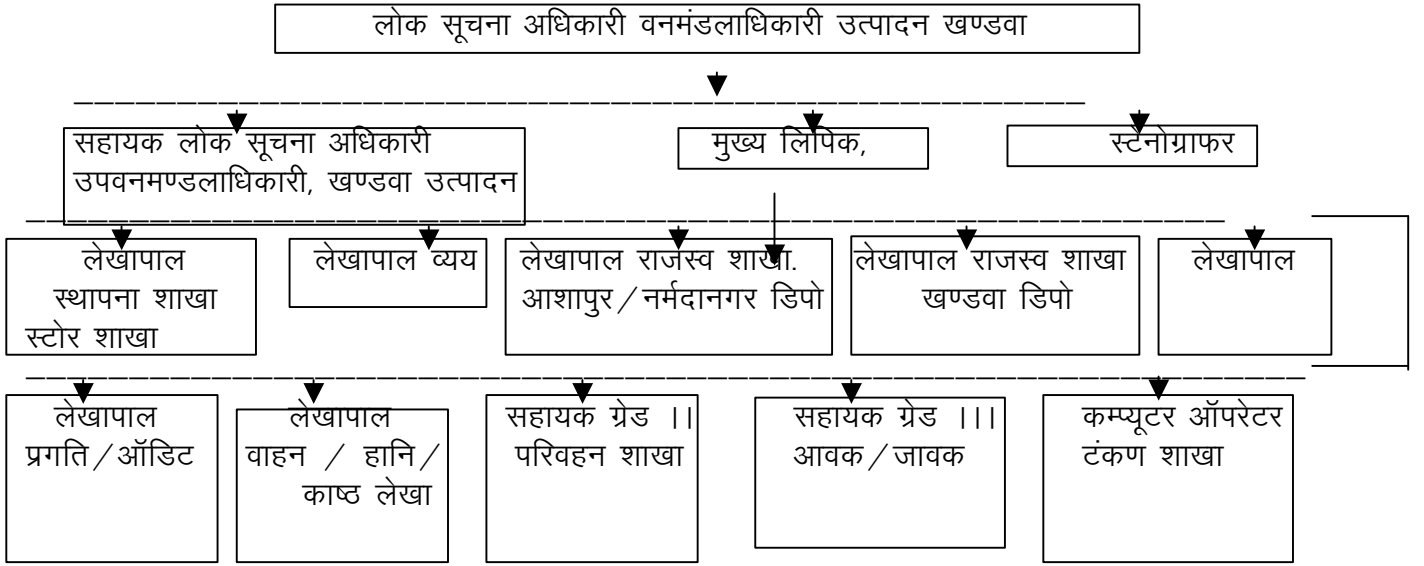 लोक सूचना अधिकारी वनमंडलाधिकारी उत्पादन खण्डवा
सहायक लोक सूचना अधिकारी
उपवनमण्डलाधिकारी, खण्डवा उत्पादन
मुख्य लिपिक,
स्टेनोग्राफर
लेखापाल
स्थापना शाखा
स्टोर शाखा
लेखापाल व्यय
लेखापाल राजस्व शाखा.
आशापुर/नर्मदानगर डिपो
लेखापाल राजस्व शाखा
खण्डवा डिपो
लेखापाल
लेखापाल
प्रगति/ऑडिट
लेखापाल
वाहन / हानि/
काष्ठ लेखा
सहायक ग्रेड ।।
परिवहन शाखा
सहायक ग्रेड ।।।
आवक/जावक
कम्प्यूटर ऑपरेटर
टंकण शाखा